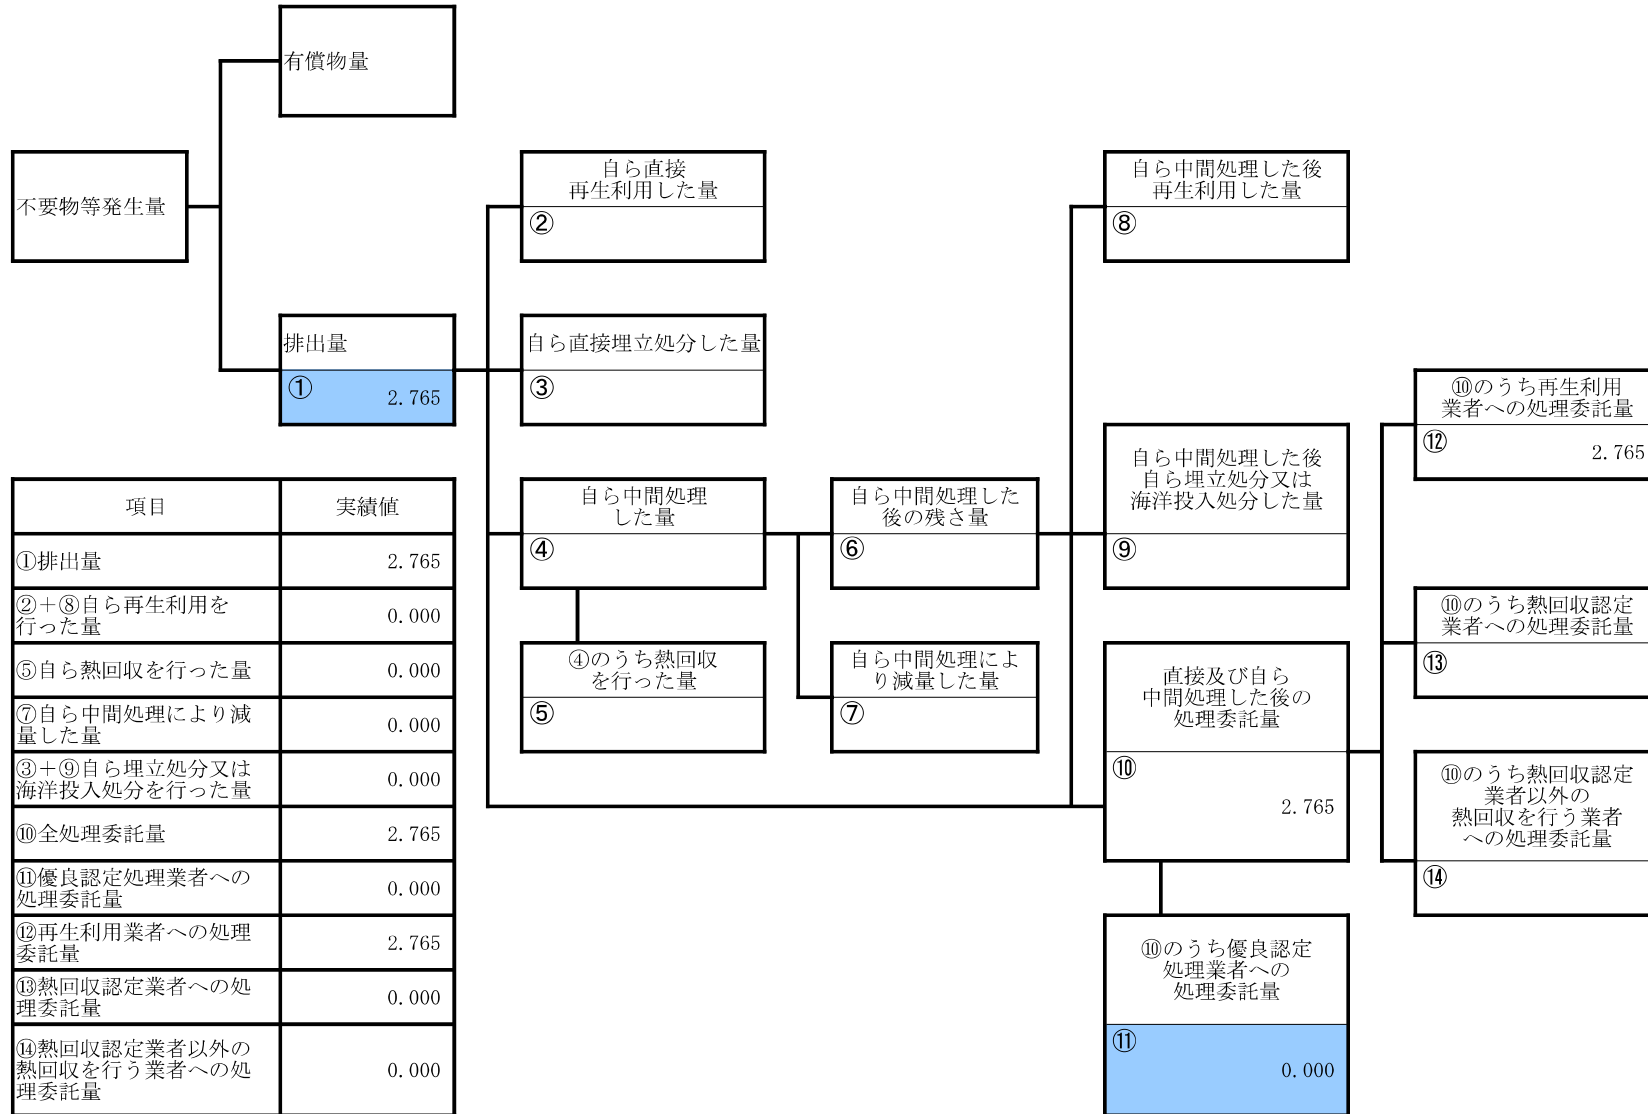 有償物量
不要物等発生量
排出量
① 2.765
自ら直接
再生利用した量
②
自ら直接埋立処分した量
③
自ら中間処理
した量
④
④のうち熱回収
を行った量
⑤
自ら中間処理した
後の残さ量
⑥
自ら中間処理によ
り減量した量
⑦
自ら中間処理した後
再生利用した量
⑧
自ら中間処理した後
自ら埋立処分又は
海洋投入処分した量
⑨
直接及び自ら
中間処理した後の
処理委託量
⑩
2.765
⑩のうち優良認定
処理業者への
処理委託量
⑪
0.000
⑩のうち再生利用
業者への処理委託量
⑫ 2.765
⑩のうち熱回収認定
業者への処理委託量
⑬
⑩のうち熱回収認定
業者以外の
熱回収を行う業者
への処理委託量
⑭
項目 実績値
①排出量 2.765
②+⑧自ら再生利用を
行った量 0.000
⑤自ら熱回収を行った量 0.000
⑦自ら中間処理により減
量した量 0.000
③+⑨自ら埋立処分又は
海洋投入処分を行った量 0.000
⑩全処理委託量 2.765
⑪優良認定処理業者への
処理委託量 0.000
⑫再生利用業者への処理
委託量 2.765
⑬熱回収認定業者への処
理委託量 0.000
⑭熱回収認定業者以外の
熱回収を行う業者への処 0.000
理委託量